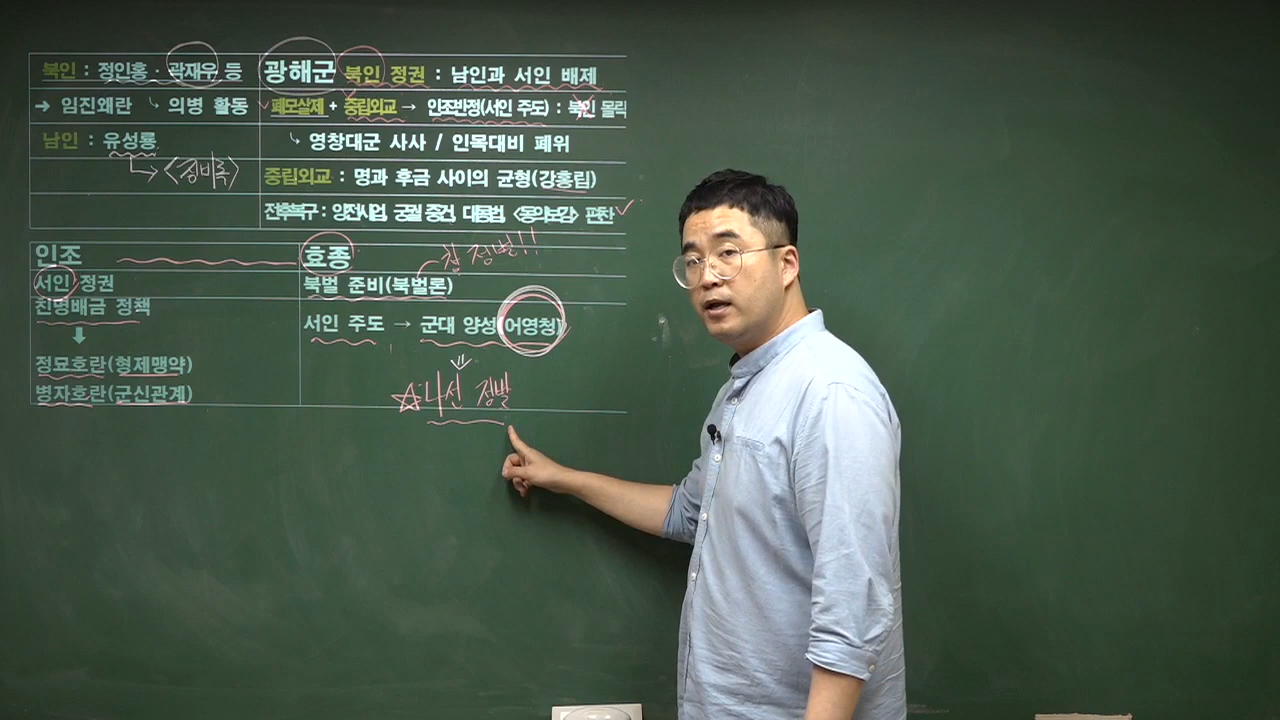 북인 : 정인홍 · 곽재우 등
→ 임진왜란 ↳ 의병 활동
남인 : 유성룡
→ <징비록>
광해군 북인 정권 : 남인과 서인 배제
폐모살제 + 중립외교 → 인조반정(서인 주도) : 북인 몰락
↳ 영창대군 사사 / 인목대비 폐위
중립외교 : 명과 후금 사이의 균형(강홍립)
전후복구 : 양전사업, 궁궐 중건, 대동법, <동의보감> 편찬
인조
서인 정권
친명배금 정책
정묘호란(형제맹약)
병자호란(군신관계)
효종
청 정벌!!
북벌 준비(북벌론)
서인 주도 → 군대 양성(어영청)
☆나선 정벌